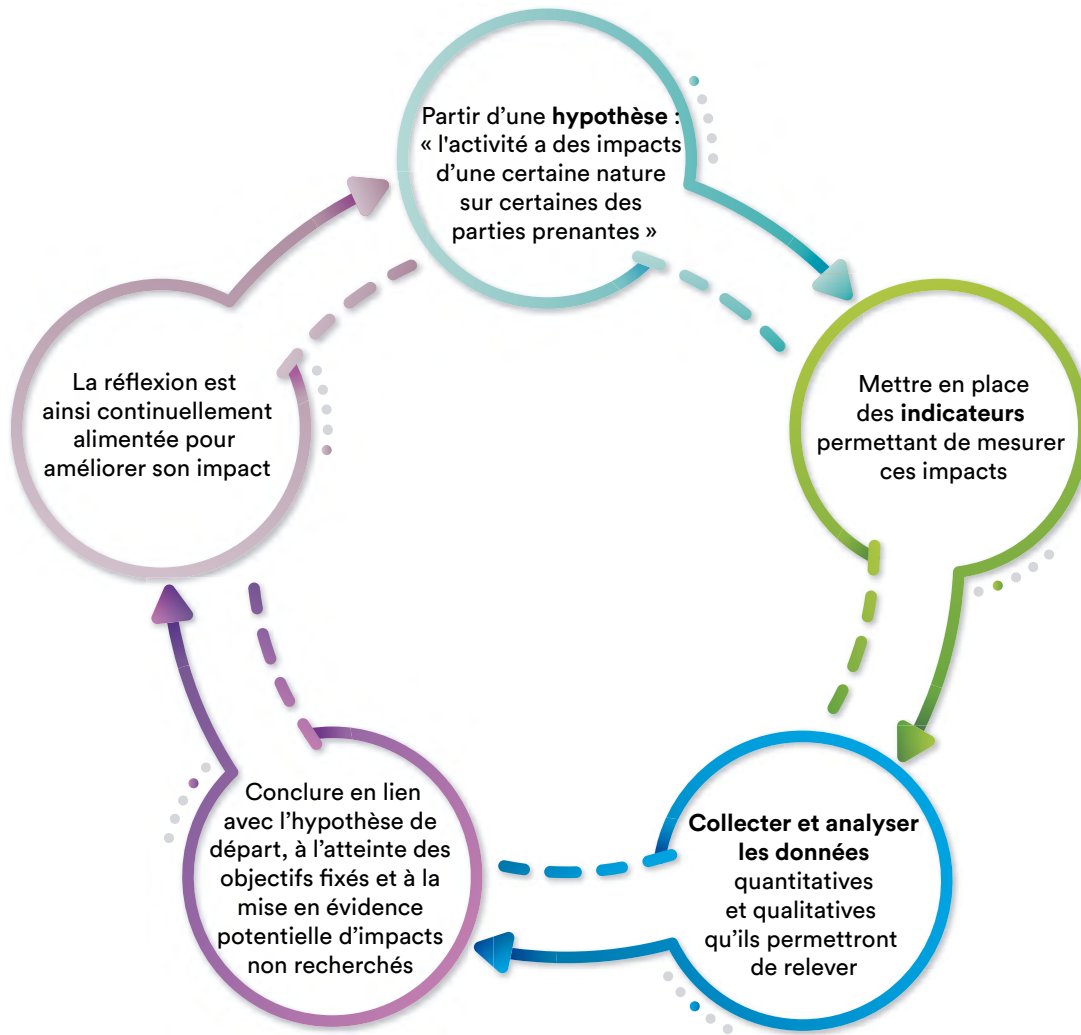 Partir d’une hypothèse :
« l'activité a des impacts
d’une certaine nature
sur certaines des
parties prenantes »
Mettre en place
des indicateurs
permettant de mesurer
ces impacts
Collecter et analyser
les données
quantitatives
et qualitatives
qu’ils permettront
de relever
Conclure en lien
avec l’hypothèse de
départ, à l’atteinte des
objectifs fixés et à la
mise en évidence
potentielle d’impacts
non recherchés
La réflexion est
ainsi continuellement
alimentée pour
améliorer son impact